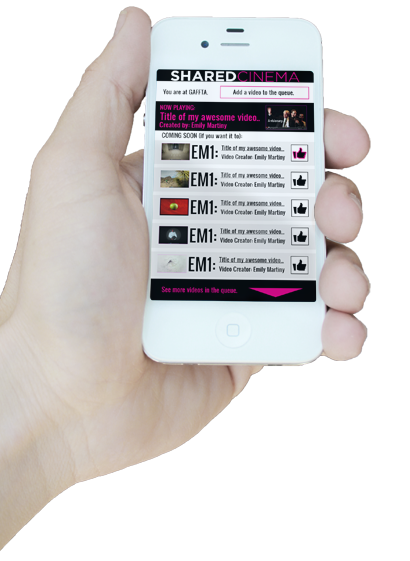 SHAREDCINEMA
You are at GAFFTA.
Add a video to the queue.
NOW PLAYING:
Title of my awesome video..
Created by: Emily Martiny
COMING SOON (if you want it to):
EM1: Title of my awesome video..
Video Creator: Emily Martiny
EM1: Title of my awesome video..
Video Creator: Emily Martiny
EM1: Title of my awesome video..
Video Creator: Emily Martiny
EM1: Title of my awesome video..
Video Creator: Emily Martiny
EM1: Title of my awesome video..
Video Creator: Emily Martiny
See more videos in the queue.